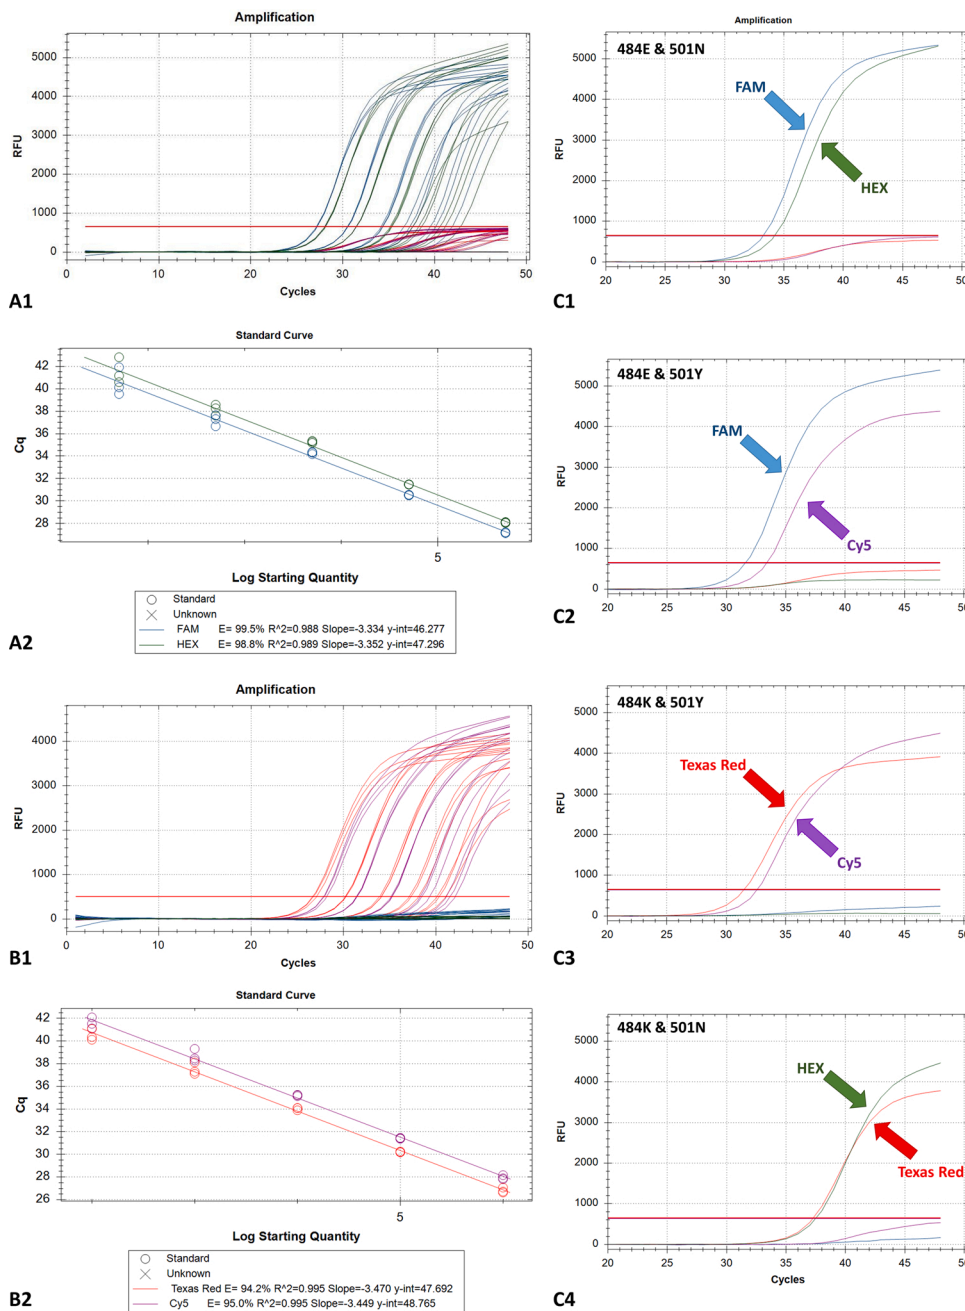 Amplification
RFU
5000
4000
3000
2000
1000
0
0 10 20 30 40 50
Cycles
A1
Standard Curve
Cq
42
40
38
36
34
32
30
28
5
Log Starting Quantity
Standard
Unknown
FAM E= 99.5% R^2=0.988 Slope=-3.334 y-int=46.277
HEX E= 98.8% R^2=0.989 Slope=-3.352 y-int=47.296
A2
Amplification
RFU
4000
3000
2000
1000
0
0 10 20 30 40 50
Cycles
B1
Standard Curve
Cq
42
40
38
36
34
32
30
28
26
5
Log Starting Quantity
Standard
Unknown
Texas Red E= 94.2% R^2=0.995 Slope=-3.470 y-int=47.692
Cy5 E= 95.0% R^2=0.995 Slope=-3.449 y-int=48.765
B2
Amplification
484E & 501N
FAM
HEX
RFU
5000
4000
3000
2000
1000
0
20 25 30 35 40 45 50
C1
484E & 501Y
FAM
Cy5
RFU
5000
4000
3000
2000
1000
0
20 25 30 35 40 45 50
C2
484K & 501Y
Texas Red
Cy5
RFU
5000
4000
3000
2000
1000
0
20 25 30 35 40 45 50
C3
484K & 501N
HEX
Texas Red
RFU
5000
4000
3000
2000
1000
0
20 25 30 35 40 45 50
Cycles
C4